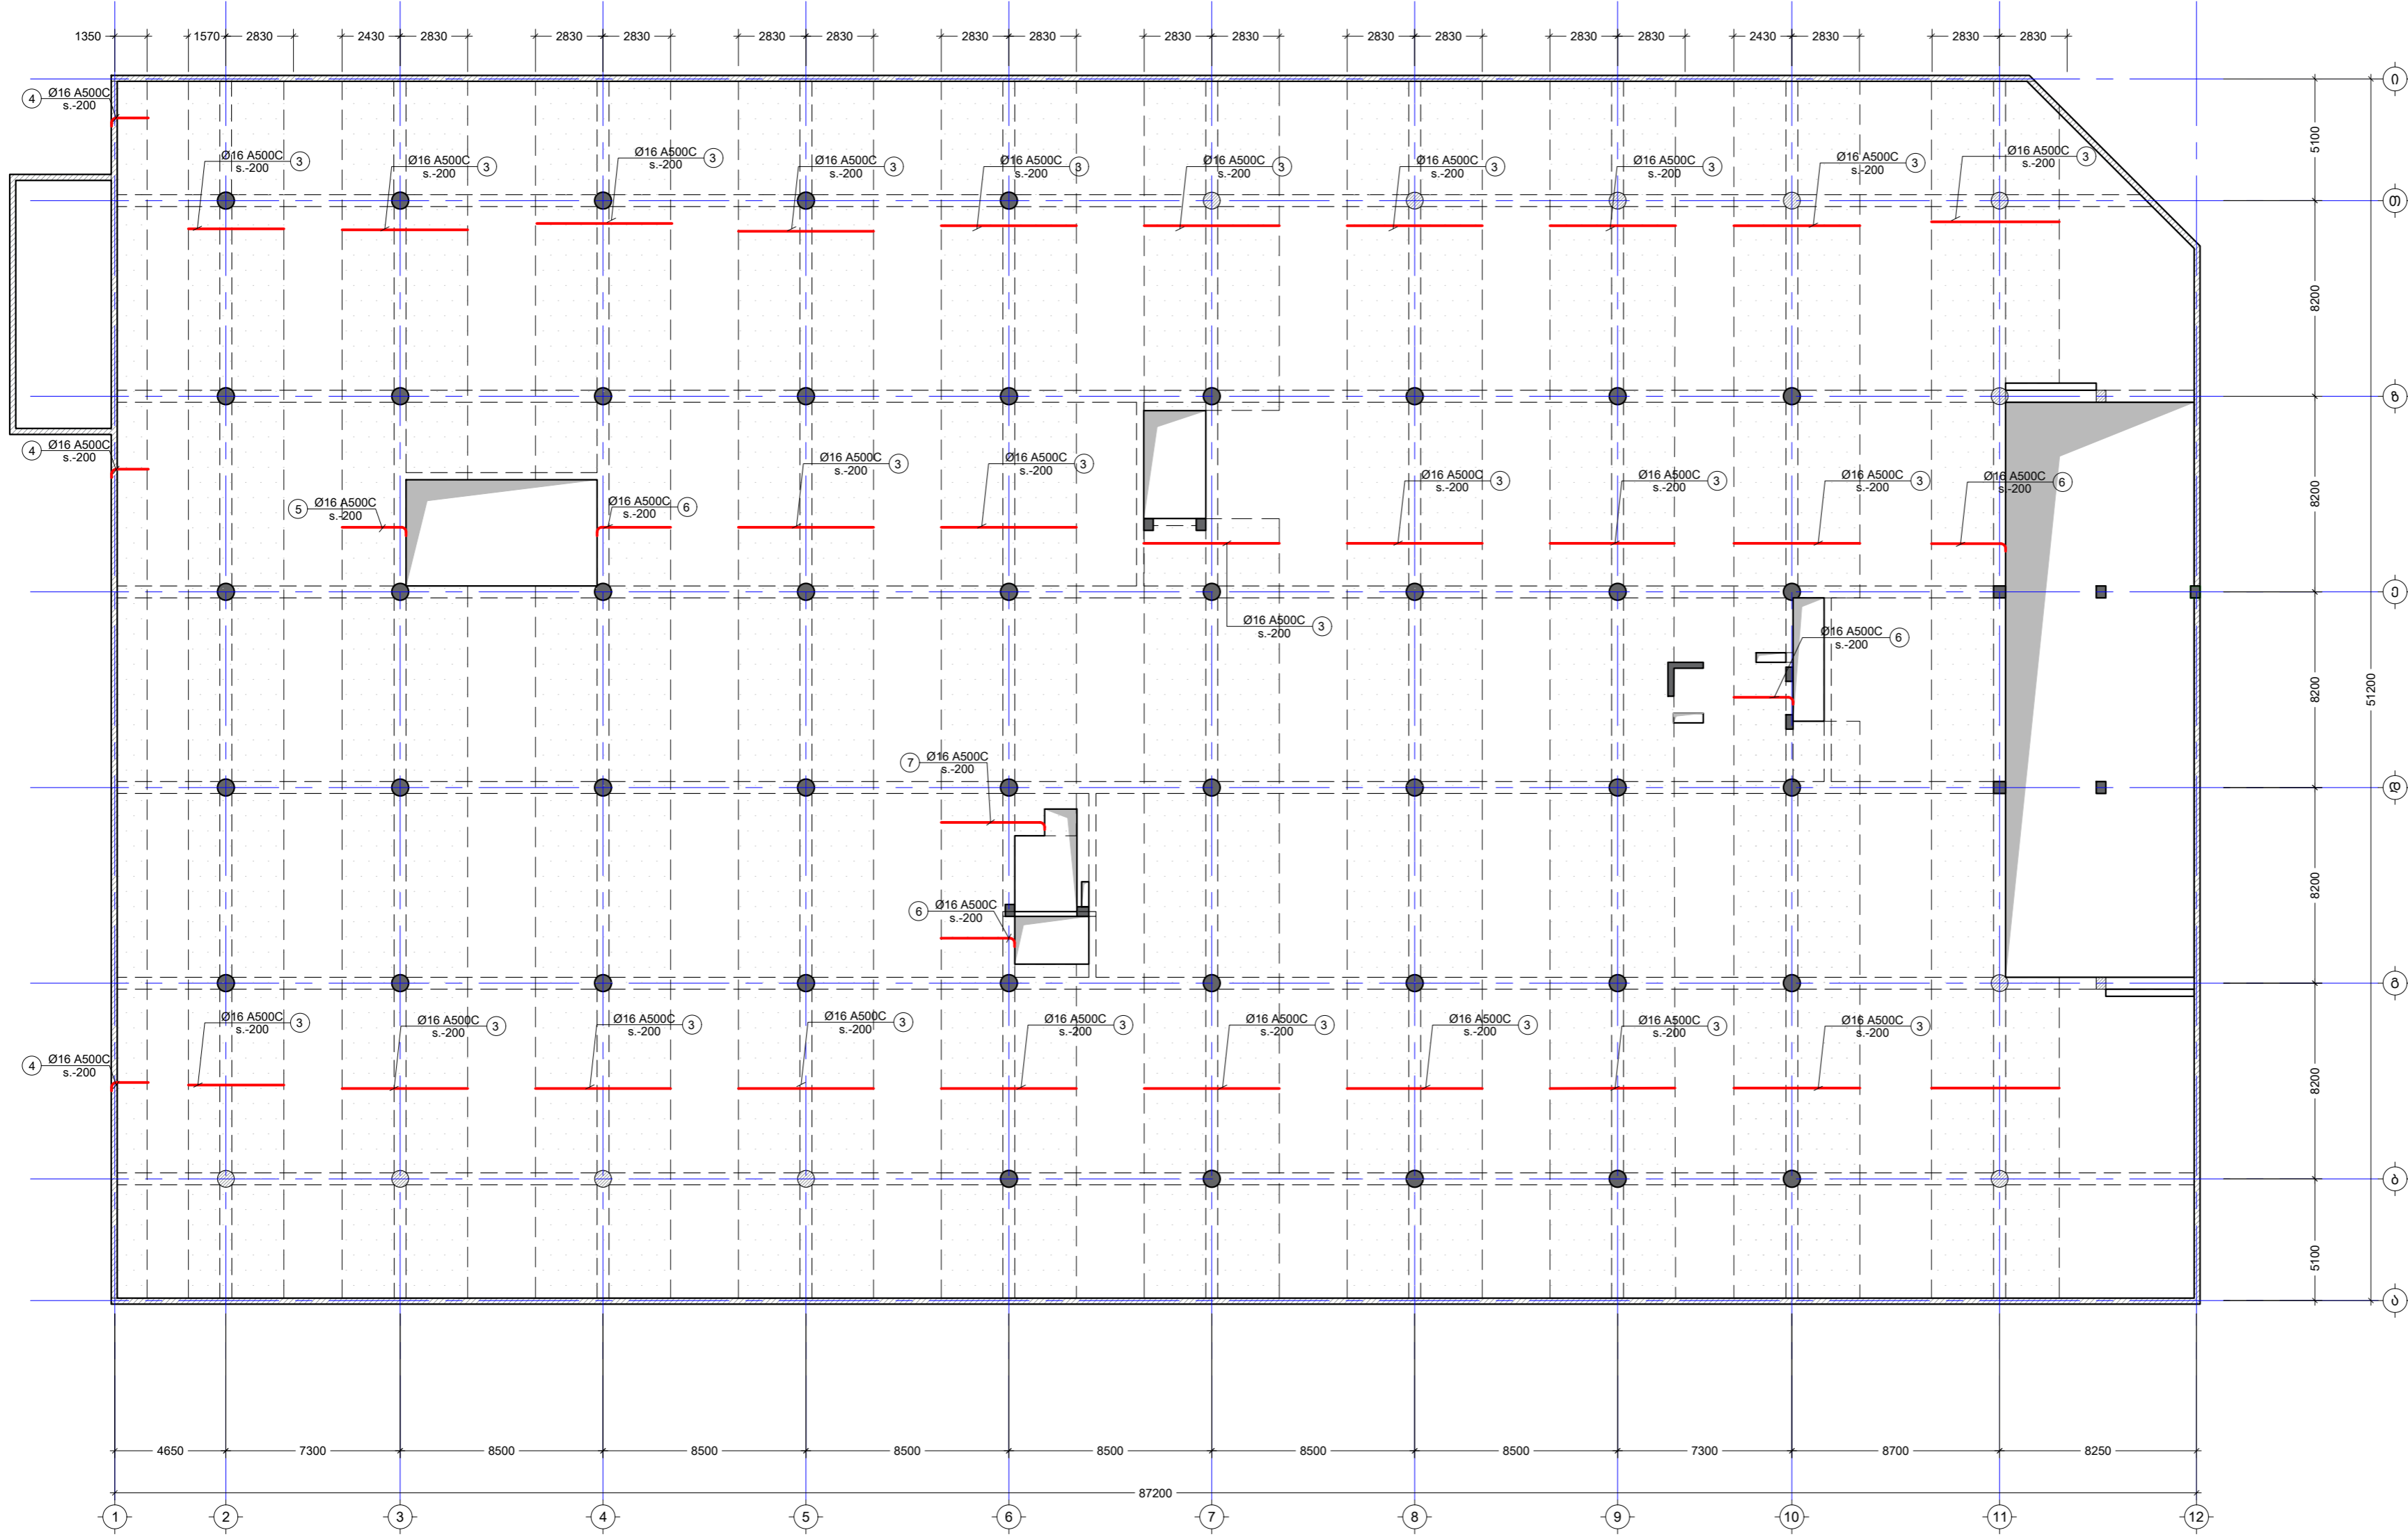 1350 1570 2830 2430 2830 2830 2830 2830 2830 2830 2830 2830 2830 2830 2830 2830 2830 2430 2830 2830 2830
ი
4 Ø16 A500C
s.-200
5100
Ø16 A500C 3 Ø16 A500C 3 Ø16 A500C 3 Ø16 A500C 3 Ø16 A500C 3 Ø16 A500C 3 Ø16 A500C 3 Ø16 A500C 3 Ø16 A500C 3 Ø16 A500C 3
s.-200 s.-200 s.-200 s.-200 s.-200 s.-200 s.-200 s.-200 s.-200 s.-200
თ
8200
ზ
4 Ø16 A500C
s.-200
8200
Ø16 A500C 3 Ø16 A500C 3 Ø16 A500C 3 Ø16 A500C 3 Ø16 A500C 3 Ø16 A500C 6
s.-200 s.-200 s.-200 s.-200 s.-200 s.-200
5 Ø16 A500C Ø16 A500C 6
s.-200 s.-200
ე
Ø16 A500C 3 Ø16 A500C 6
s.-200 s.-200
8200
51200
7 Ø16 A500C
s.-200
დ
8200
6 Ø16 A500C
s.-200
გ
Ø16 A500C 3 Ø16 A500C 3 Ø16 A500C 3 Ø16 A500C 3 Ø16 A500C 3 Ø16 A500C 3 Ø16 A500C 3 Ø16 A500C 3 Ø16 A500C 3
s.-200 s.-200 s.-200 s.-200 s.-200 s.-200 s.-200 s.-200 s.-200
4 Ø16 A500C
s.-200
8200
ბ
5100
ა
4650 7300 8500 8500 8500 8500 8500 8500 7300 8700 8250
87200
1 2 3 4 5 6 7 8 9 10 11 12